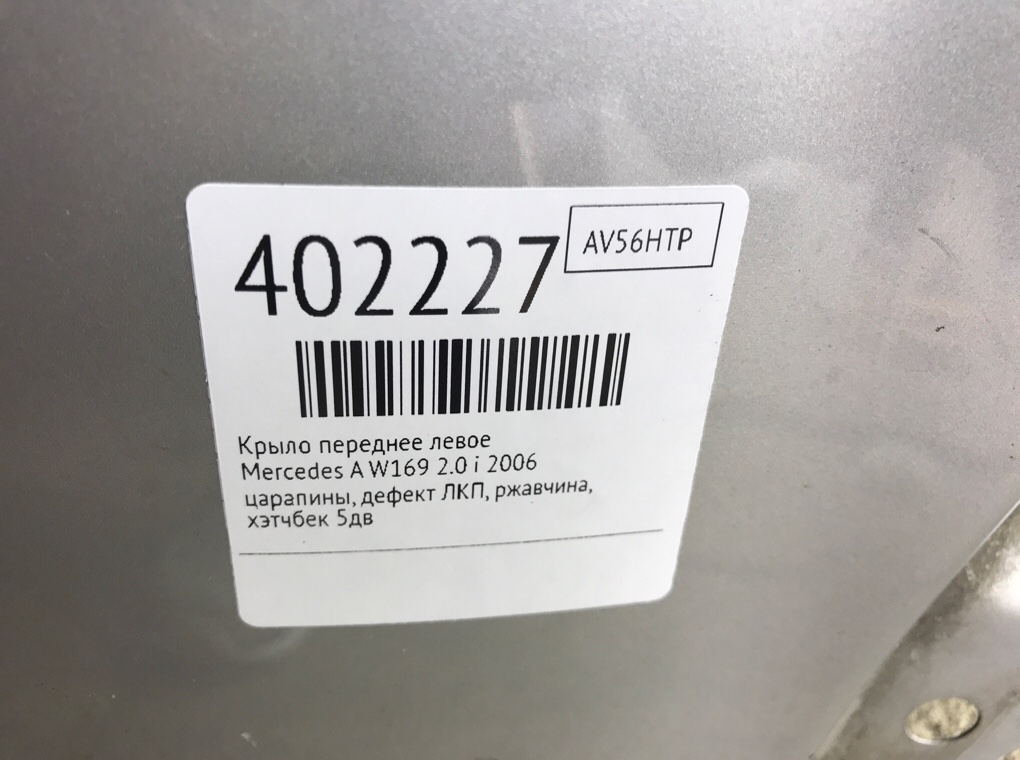 402227
AV56HTP
Крыло переднее левое
Mercedes A W169 2.0 i 2006
царапины, дефект ЛКП, ржавчина,
хэтчбек 5дв